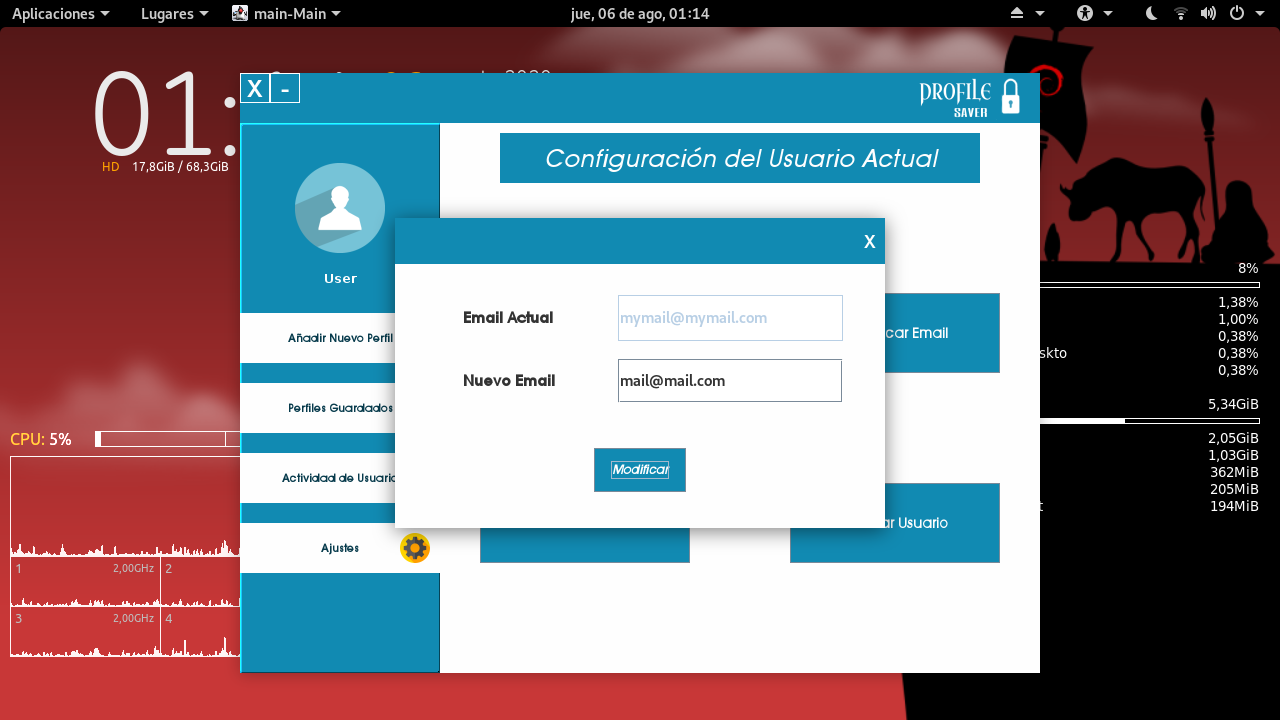 Aplicaciones Lugares main-Main jue, 06 de ago, 01:14
01:
HD 17,8GiB / 68,3GiB
X -
PROFILE
SAVER
Configuración del Usuario Actual
User
Añadir Nuevo Perfil
Perfiles Guardados
Actividad de Usuario
Ajustes
X
Email Actual mymail@mymail.com
Nuevo Email mail@mail.com
Modificar
car Email
ar Usuario
CPU: 5%
1 2,00GHz 2
3 2,00GHz 4
8%
1,38%
1,00%
0,38%
skto 0,38%
0,38%
5,34GiB
2,05GiB
1,03GiB
362MiB
205MiB
t 194MiB